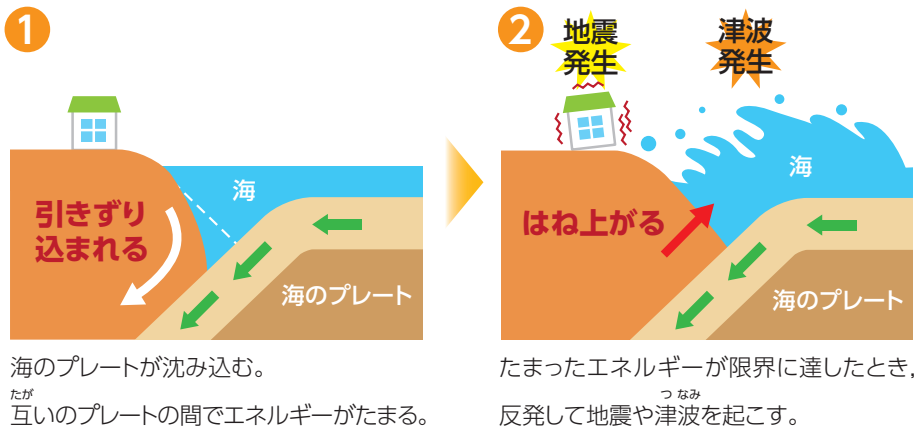 1
海
引きずり
込まれる
海のプレート
海のプレートが沈み込む。
たが
互いのプレートの間でエネルギーがたまる。
2
地震
発生
津波
発生
海
はね上がる
海のプレート
たまったエネルギーが限界に達したとき,
つなみ
反発して地震や津波を起こす。